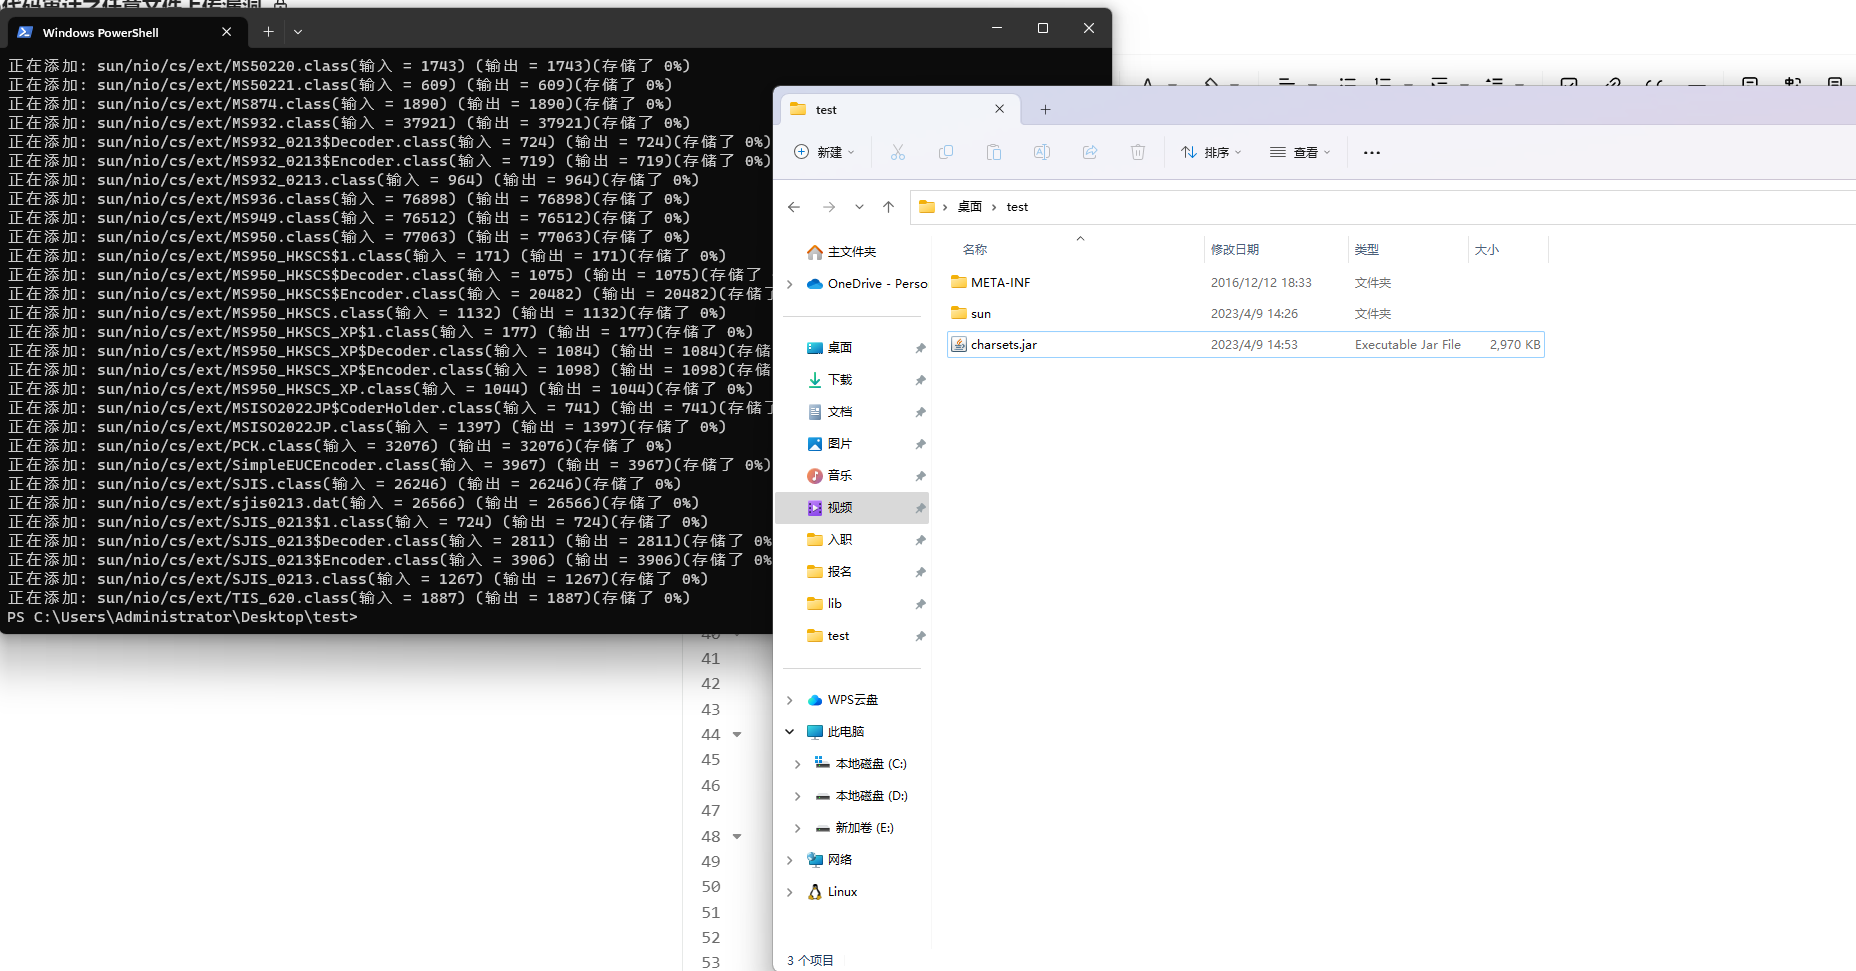 Windows PowerShell
正在添加: sun/nio/cs/ext/MS50220.class(输入 = 1743) (输出 = 1743)(存储了 0%)
正在添加: sun/nio/cs/ext/MS50221.class(输入 = 609) (输出 = 609)(存储了 0%)
正在添加: sun/nio/cs/ext/MS874.class(输入 = 1890) (输出 = 1890)(存储了 0%)
正在添加: sun/nio/cs/ext/MS932.class(输入 = 37921) (输出 = 37921)(存储了 0%)
正在添加: sun/nio/cs/ext/MS932_0213$Decoder.class(输入 = 724) (输出 = 724)(存储了 0%)
正在添加: sun/nio/cs/ext/MS932_0213$Encoder.class(输入 = 719) (输出 = 719)(存储了 0%)
正在添加: sun/nio/cs/ext/MS932_0213.class(输入 = 964) (输出 = 964)(存储了 0%)
正在添加: sun/nio/cs/ext/MS936.class(输入 = 76898) (输出 = 76898)(存储了 0%)
正在添加: sun/nio/cs/ext/MS949.class(输入 = 76512) (输出 = 76512)(存储了 0%)
正在添加: sun/nio/cs/ext/MS950.class(输入 = 77063) (输出 = 77063)(存储了 0%)
正在添加: sun/nio/cs/ext/MS950_HKSCS$1.class(输入 = 171) (输出 = 171)(存储了 0%)
正在添加: sun/nio/cs/ext/MS950_HKSCS$Decoder.class(输入 = 1075) (输出 = 1075)(存储了
正在添加: sun/nio/cs/ext/MS950_HKSCS$Encoder.class(输入 = 20482) (输出 = 20482)(存储了
正在添加: sun/nio/cs/ext/MS950_HKSCS.class(输入 = 1132) (输出 = 1132)(存储了 0%)
正在添加: sun/nio/cs/ext/MS950_HKSCS_XP$1.class(输入 = 177) (输出 = 177)(存储了 0%)
正在添加: sun/nio/cs/ext/MS950_HKSCS_XP$Decoder.class(输入 = 1084) (输出 = 1084)(存储
正在添加: sun/nio/cs/ext/MS950_HKSCS_XP$Encoder.class(输入 = 1098) (输出 = 1098)(存储
正在添加: sun/nio/cs/ext/MS950_HKSCS_XP.class(输入 = 1044) (输出 = 1044)(存储了 0%)
正在添加: sun/nio/cs/ext/MSISO2022JP$CoderHolder.class(输入 = 741) (输出 = 741)(存储了
正在添加: sun/nio/cs/ext/MSISO2022JP.class(输入 = 1397) (输出 = 1397)(存储了 0%)
正在添加: sun/nio/cs/ext/PCK.class(输入 = 32076) (输出 = 32076)(存储了 0%)
正在添加: sun/nio/cs/ext/SimpleEUCEncoder.class(输入 = 3967) (输出 = 3967)(存储了 0%)
正在添加: sun/nio/cs/ext/SJIS.class(输入 = 26246) (输出 = 26246)(存储了 0%)
正在添加: sun/nio/cs/ext/sjis0213.dat(输入 = 26566) (输出 = 26566)(存储了 0%)
正在添加: sun/nio/cs/ext/SJIS_0213$1.class(输入 = 724) (输出 = 724)(存储了 0%)
正在添加: sun/nio/cs/ext/SJIS_0213$Decoder.class(输入 = 2811) (输出 = 2811)(存储了 0%
正在添加: sun/nio/cs/ext/SJIS_0213$Encoder.class(输入 = 3906) (输出 = 3906)(存储了 0%
正在添加: sun/nio/cs/ext/SJIS_0213.class(输入 = 1267) (输出 = 1267)(存储了 0%)
正在添加: sun/nio/cs/ext/TIS_620.class(输入 = 1887) (输出 = 1887)(存储了 0%)
PS C:\Users\Administrator\Desktop\test>
41
42
43
44
45
46
47
48
49
50
51
52
53
test
新建 排序 查看
桌面 › test
主文件夹
OneDrive - Perso
桌面
下载
文档
图片
音乐
视频
入职
报名
lib
test
WPS云盘
此电脑
本地磁盘 (C:)
本地磁盘 (D:)
新加卷 (E:)
网络
Linux
名称 修改日期 类型 大小
META-INF 2016/12/12 18:33 文件夹
sun 2023/4/9 14:26 文件夹
charsets.jar 2023/4/9 14:53 Executable Jar File 2,970 KB
3 个项目